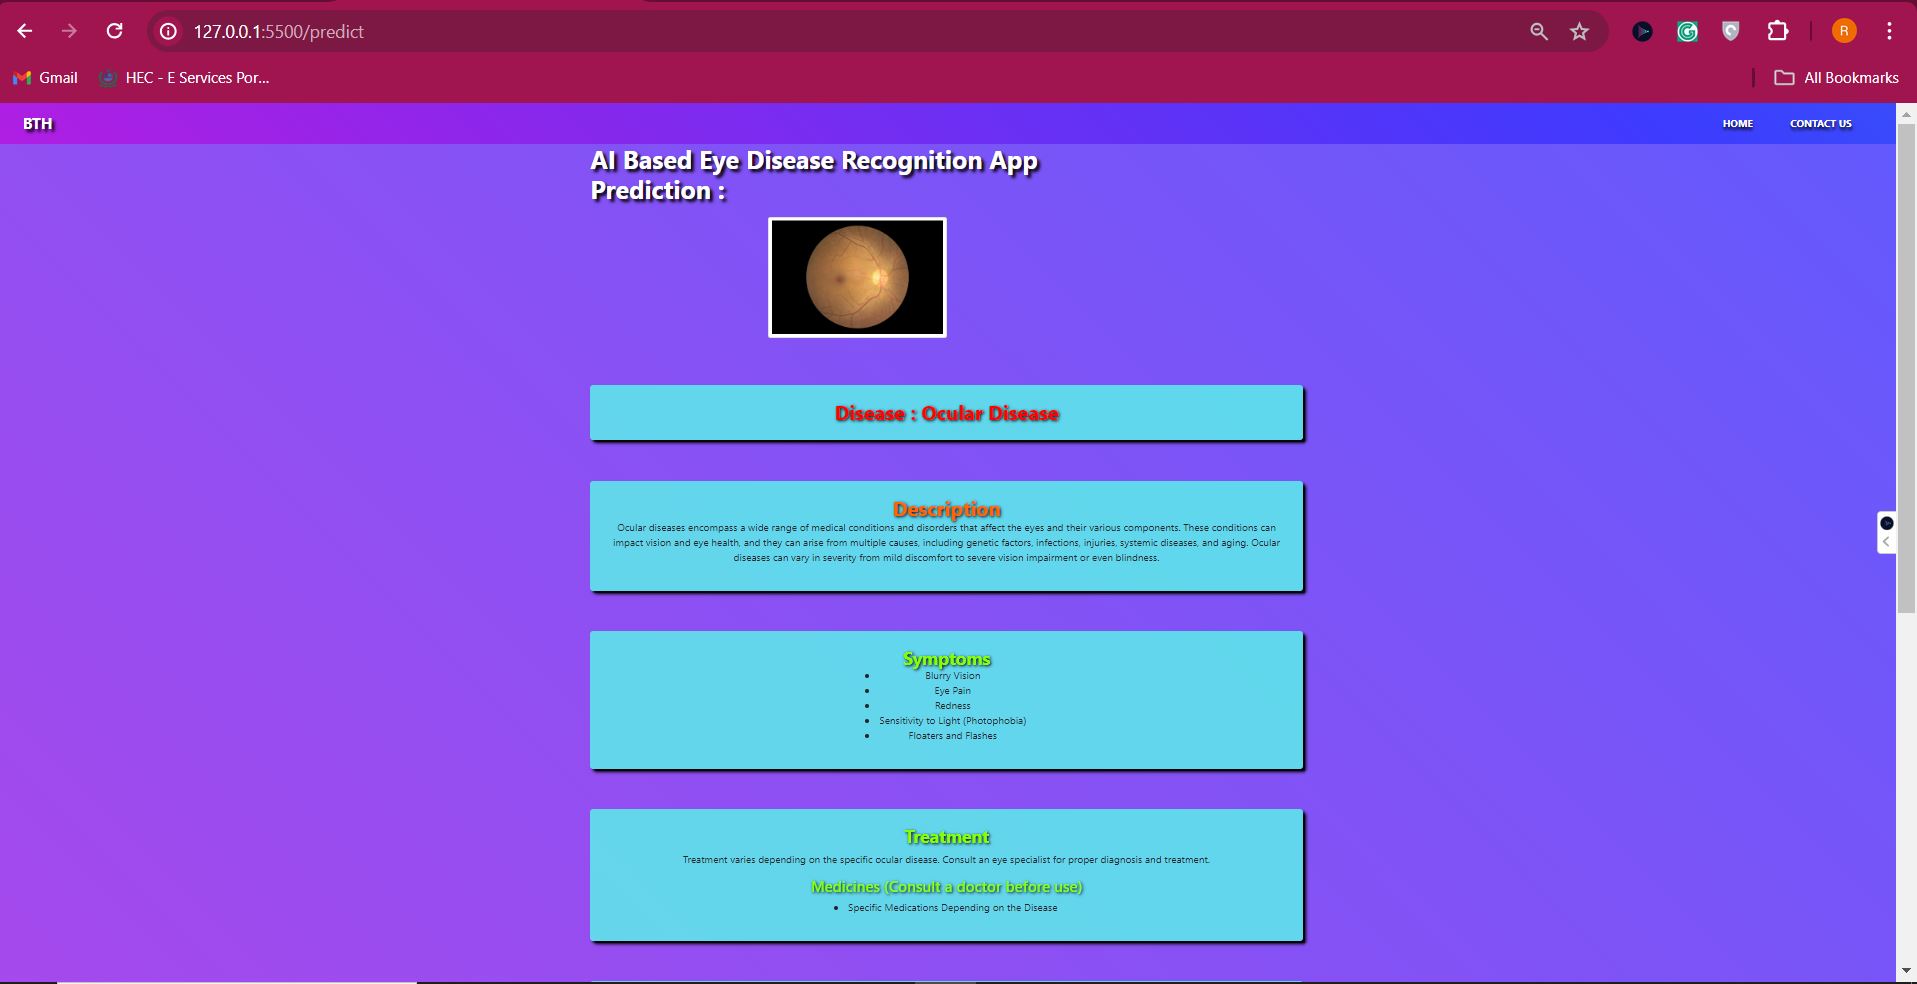 127.0.0.1:5500/predict
R
Gmail
HEC - E Services Por...
All Bookmarks
BTH
HOME
CONTACT US
AI Based Eye Disease Recognition App
Prediction :
Disease : Ocular Disease
Description
Ocular diseases encompass a wide range of medical conditions and disorders that affect the eyes and their various components. These conditions can
impact vision and eye health, and they can arise from multiple causes, including genetic factors, infections, injuries, systemic diseases, and aging. Ocular
diseases can vary in severity from mild discomfort to severe vision impairment or even blindness.
Symptoms
Blurry Vision
Eye Pain
Redness
Sensitivity to Light (Photophobia)
Floaters and Flashes
Treatment
Treatment varies depending on the specific ocular disease. Consult an eye specialist for proper diagnosis and treatment.
Medicines (Consult a doctor before use)
Specific Medications Depending on the Disease